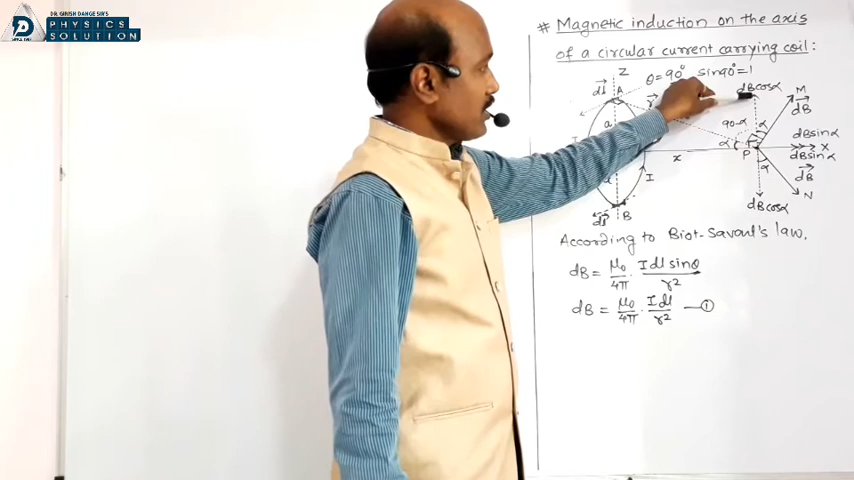 DR. GIRISH DANGE SIR'S
PHYSICS
SOLUTION
# Magnetic induction on the axis
of a circular current carrying coil :
Z
θ = 90° sin90° = 1
dl
A
a
r
dBcosα
M
dB
90-α
α
α
dBsinα
X
P
x
dBsinα
dB
α
I
N
dBcosα
dl
B
According to Biot-Savart's law,
dB = μ₀/4π · Idl sinθ/r²
dB = μ₀/4π · Idl/r² —①